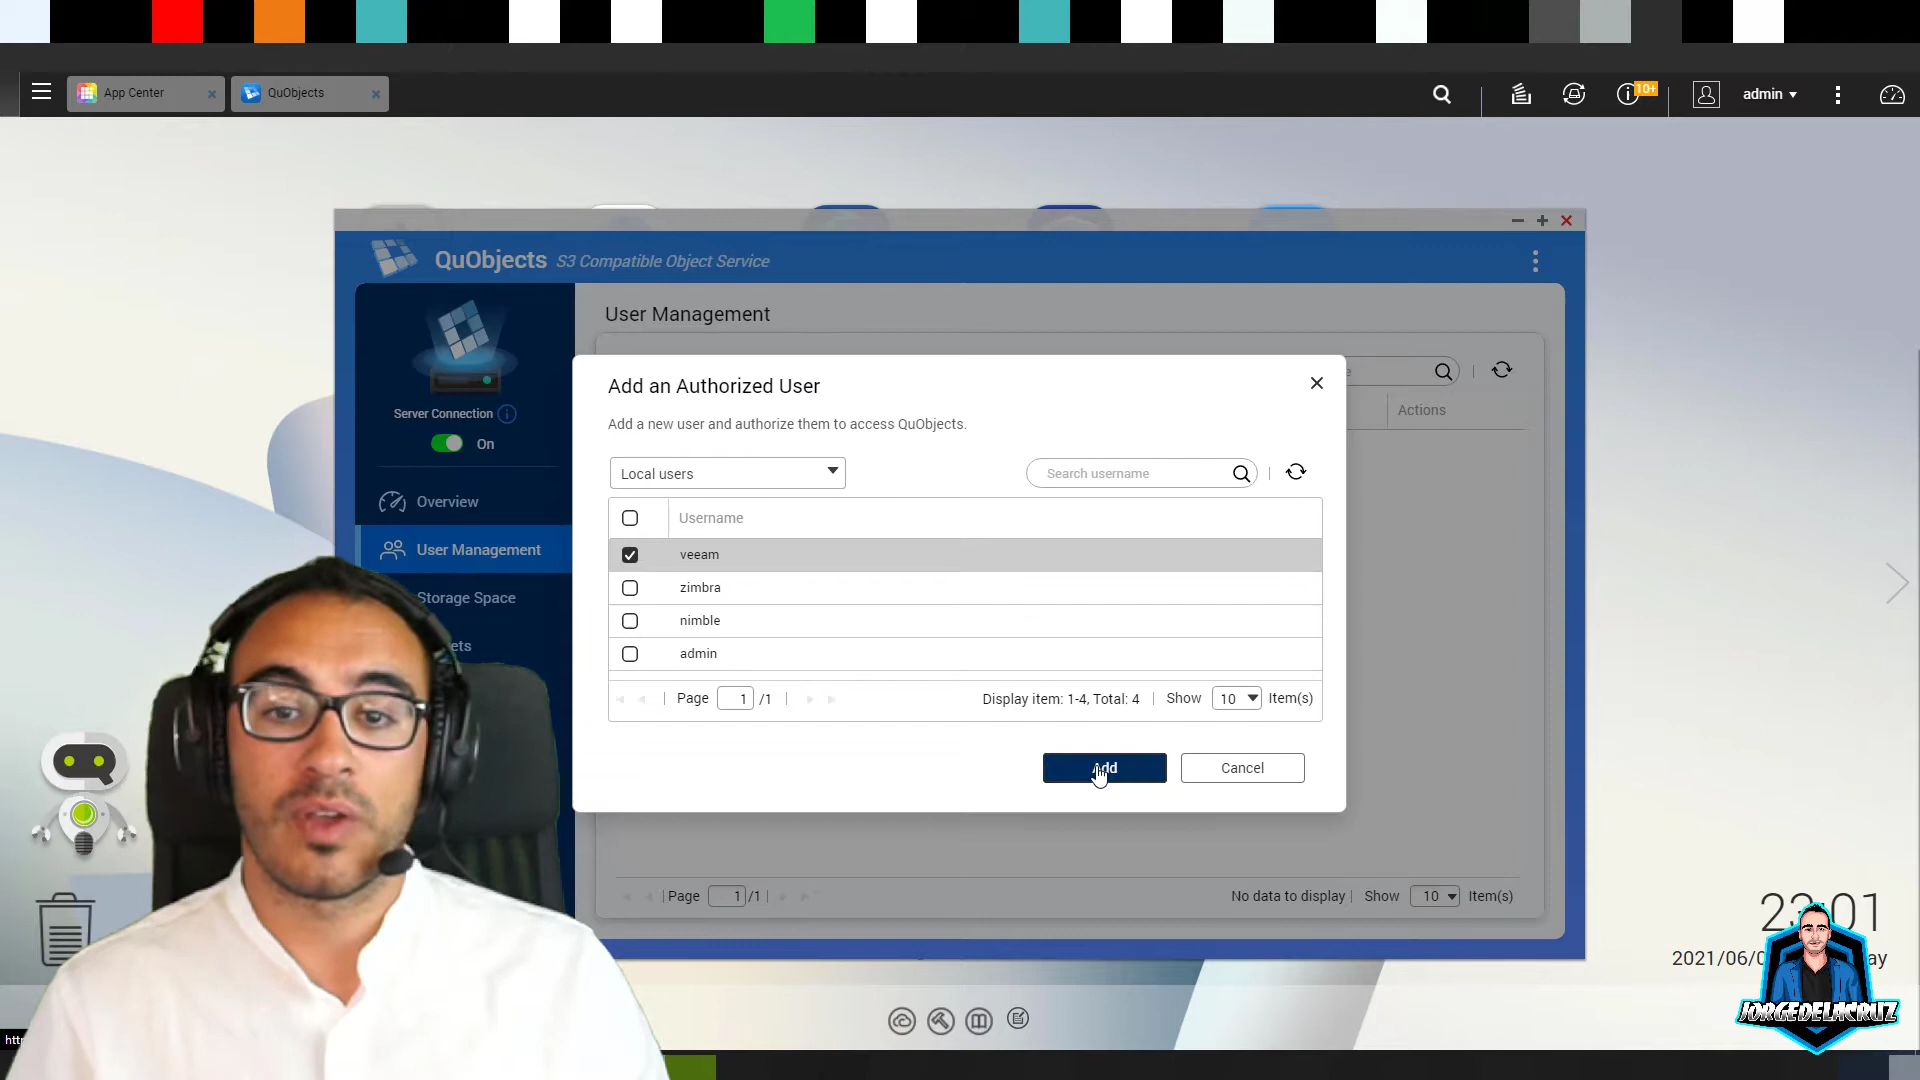 App Center
QuObjects
10+
admin
QuObjects S3 Compatible Object Service
User Management
Server Connection
On
Overview
User Management
Storage Space
Actions
Add an Authorized User
Add a new user and authorize them to access QuObjects.
Local users
Search username
Username
veeam
zimbra
nimble
admin
Page 1 /1
Display item: 1-4, Total: 4
Show 10 Item(s)
Add
Cancel
Page 1 /1
No data to display
Show 10 Item(s)
JORGEDELACRUZ